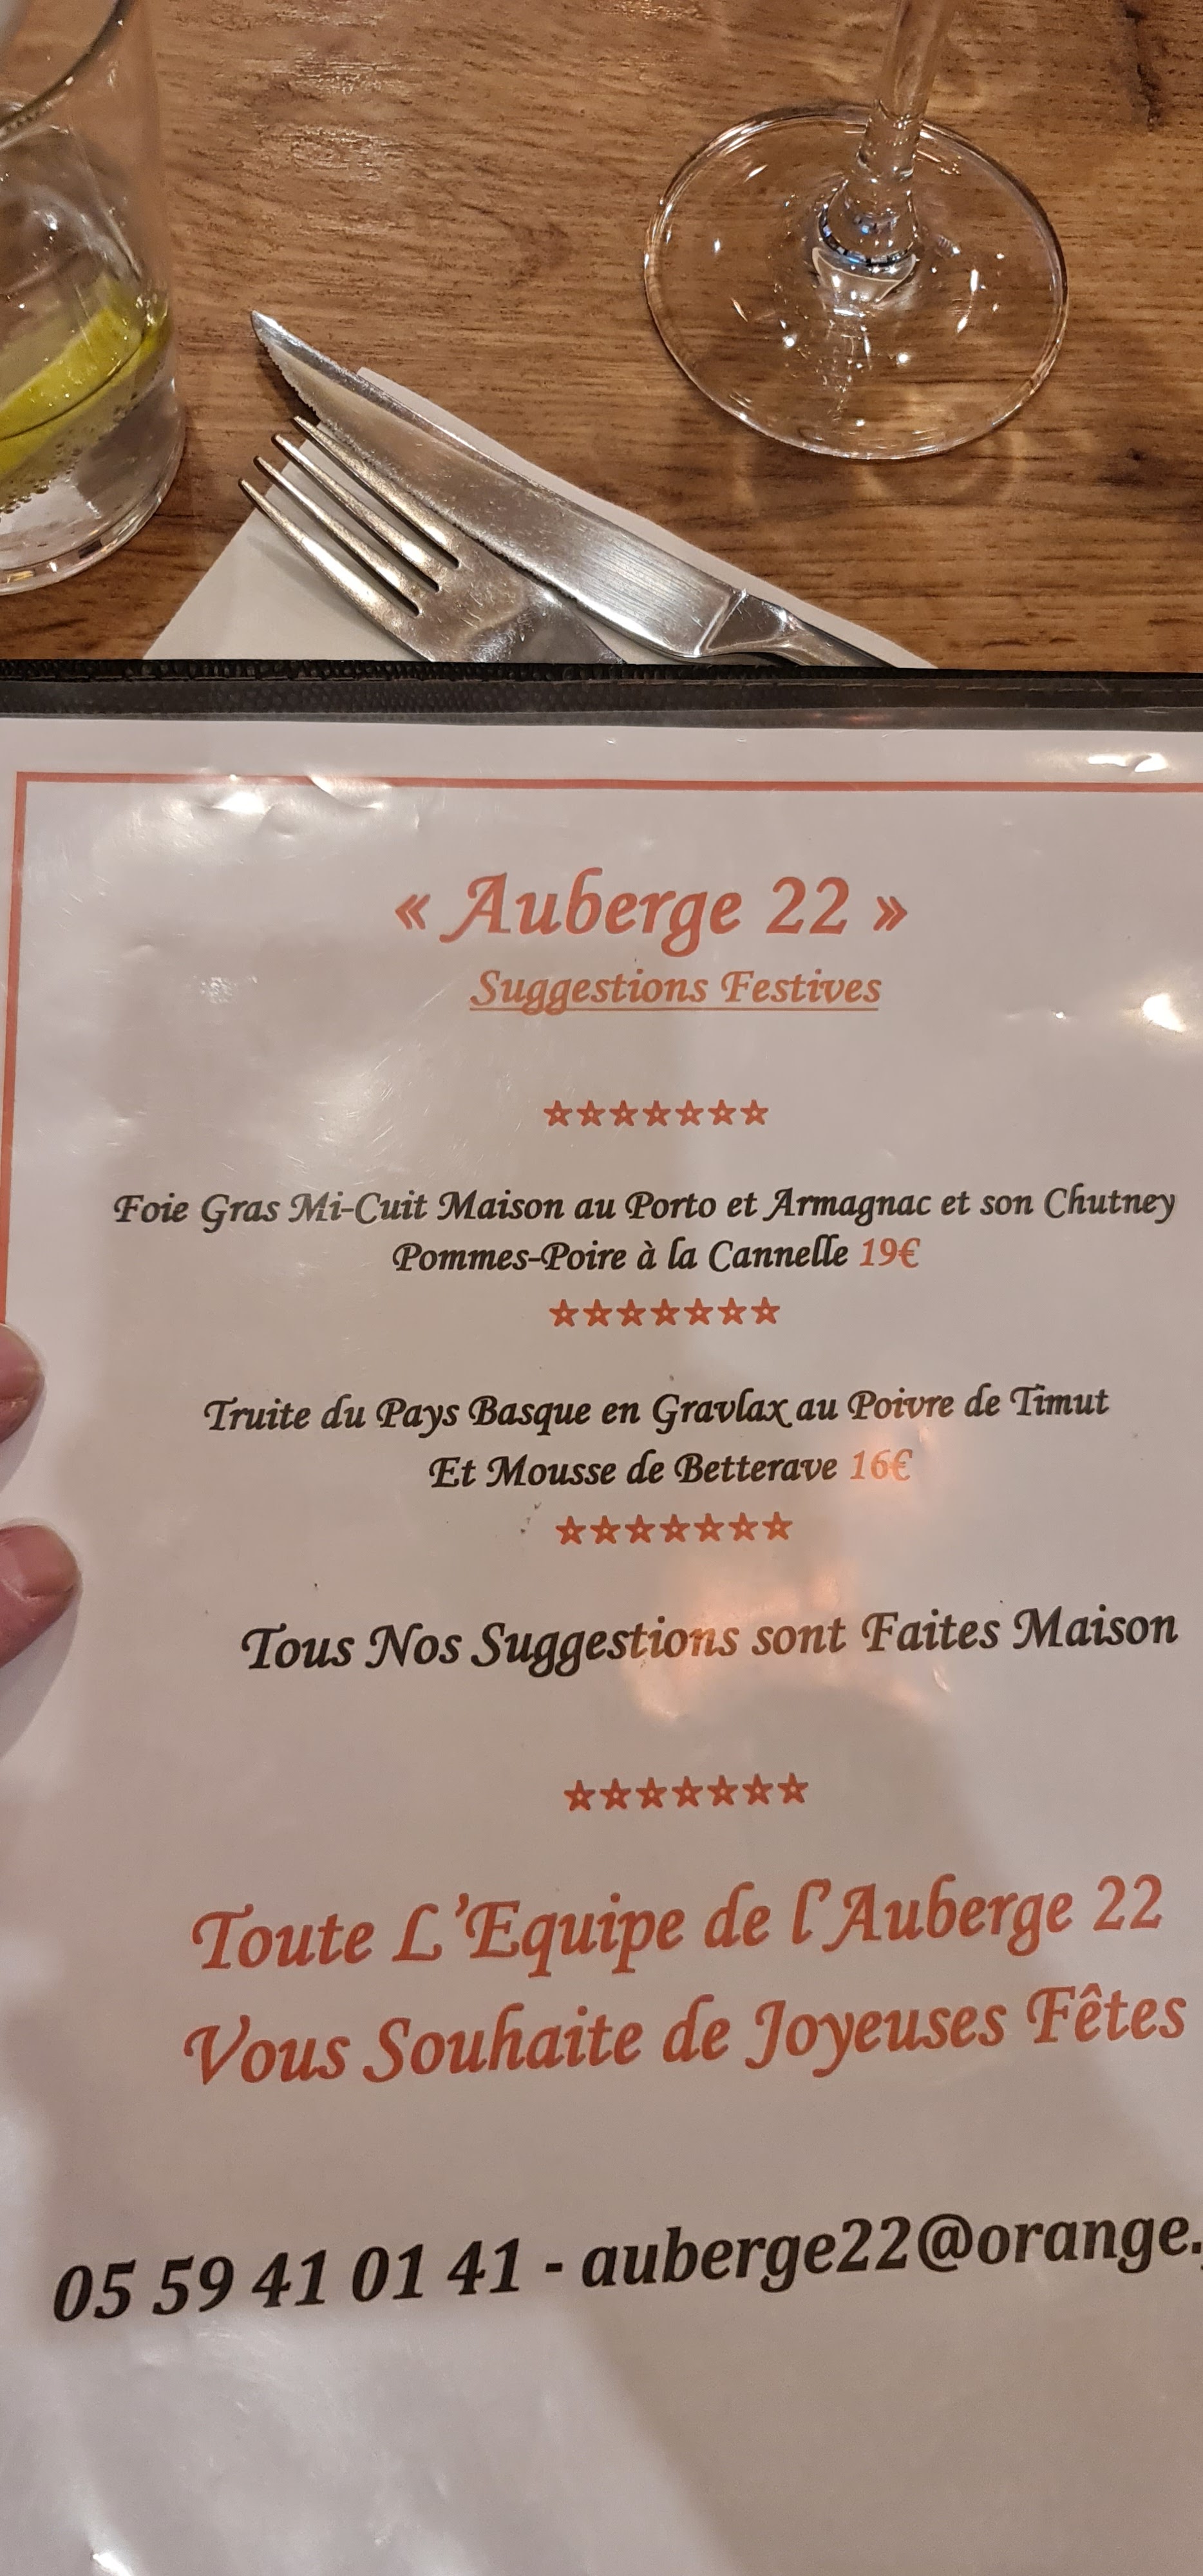 « Auberge 22 »
Suggestions Festives
☆☆☆☆☆☆☆
Foie Gras Mi-Cuit Maison au Porto et Armagnac et son Chutney
Pommes-Poire à la Cannelle 19€
☆☆☆☆☆☆☆
Truite du Pays Basque en Gravlax au Poivre de Timut
Et Mousse de Betterave 16€
☆☆☆☆☆☆☆
Tous Nos Suggestions sont Faites Maison
☆☆☆☆☆☆☆
Toute L'Equipe de l'Auberge 22
Vous Souhaite de Joyeuses Fêtes
05 59 41 01 41 - auberge22@orange.